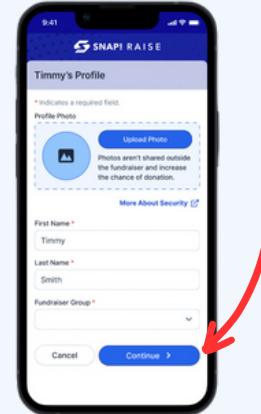 9:41
SNAP! RAISE
Timmy's Profile
* Indicates a required field.
Profile Photo
Upload Photo
Photos aren't shared outside
the fundraiser and increase
the chance of donation.
More About Security
First Name *
Timmy
Last Name *
Smith
Fundraiser Group *
Cancel
Continue >